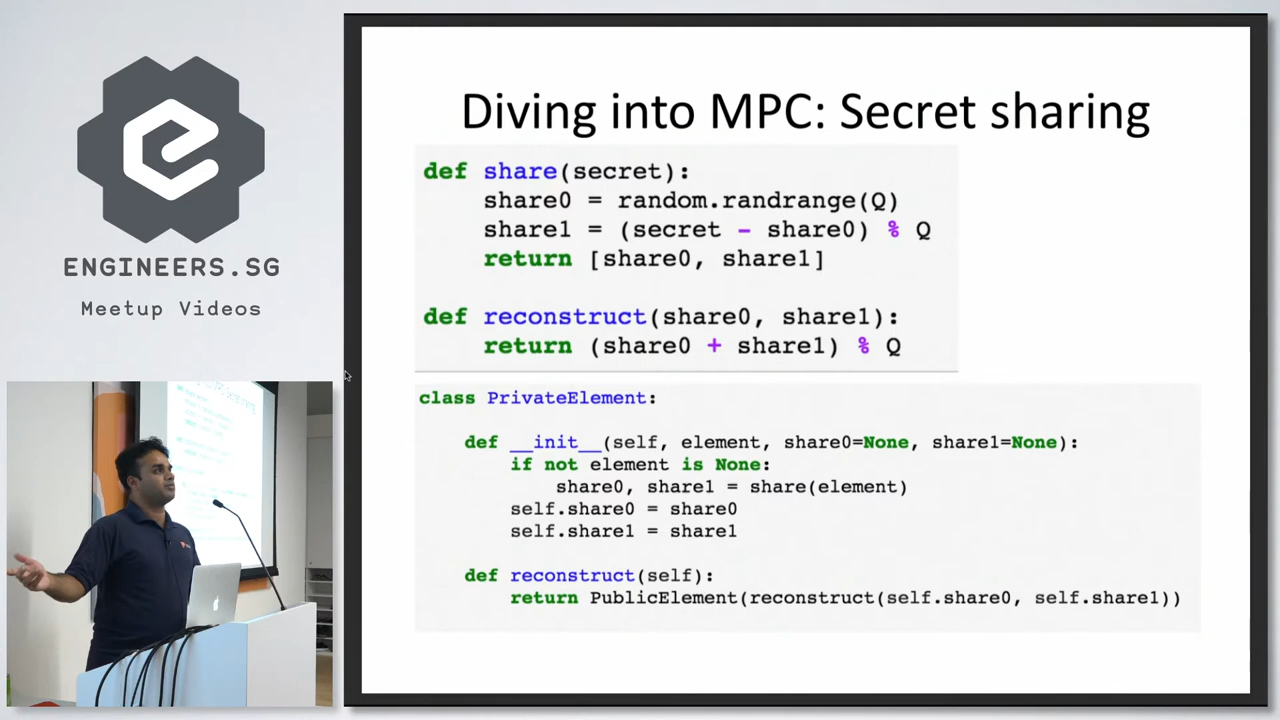 ENGINEERS.SG
Meetup Videos
Diving into MPC: Secret sharing
def share(secret):
    share0 = random.randrange(Q)
    share1 = (secret - share0) % Q
    return [share0, share1]
def reconstruct(share0, share1):
    return (share0 + share1) % Q
class PrivateElement:
    def __init__(self, element, share0=None, share1=None):
        if not element is None:
            share0, share1 = share(element)
        self.share0 = share0
        self.share1 = share1
    def reconstruct(self):
        return PublicElement(reconstruct(self.share0, self.share1))